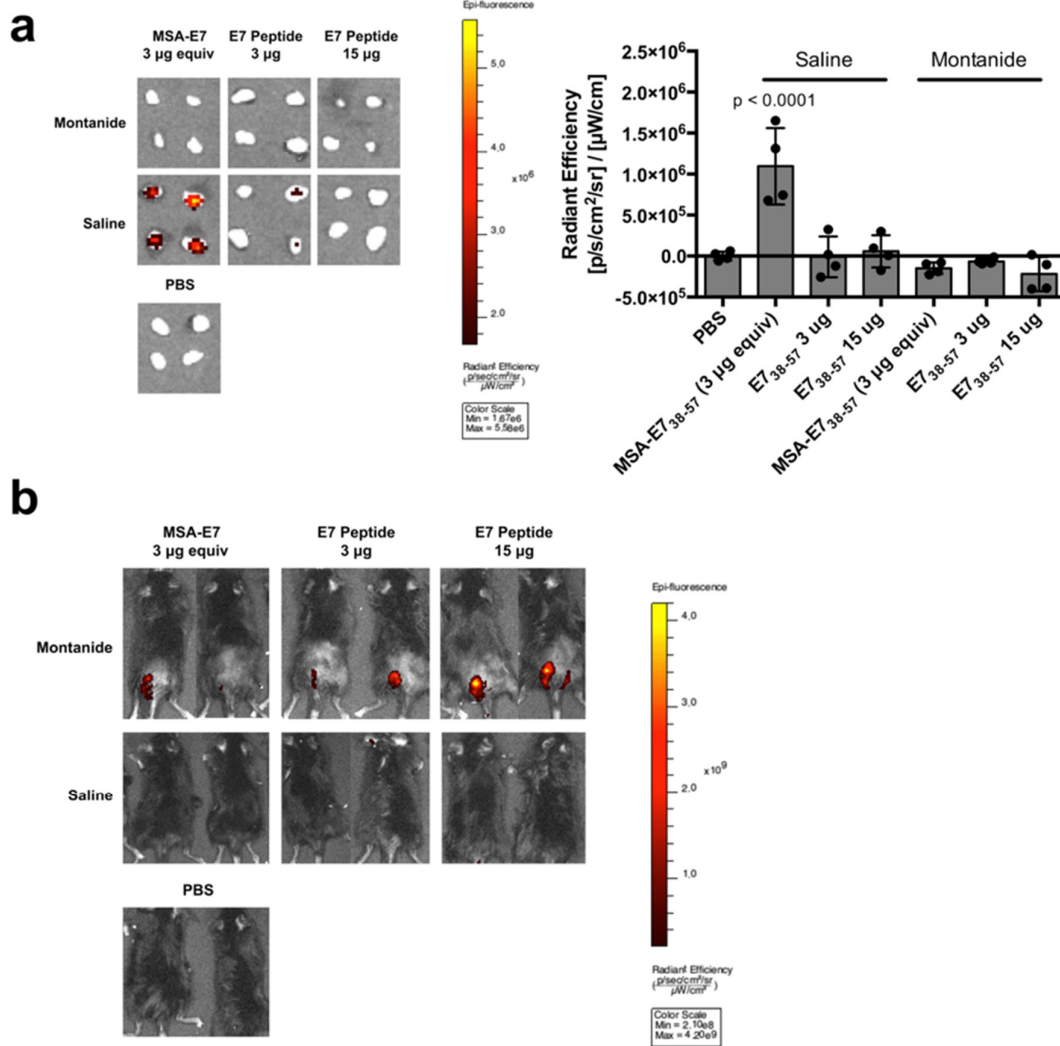 a
MSA-E7
3 µg equiv
E7 Peptide
3 µg
E7 Peptide
15 µg
Montanide
Saline
PBS
Epi-fluorescence
5,0
4,0
x10⁶
3,0
2,0
Radiant Efficiency
(p/sec/cm²/sr / µW/cm²)
Color Scale
Min = 1,67e6
Max = 5,58e6
Radiant Efficiency
[p/s/cm2/sr] / [µW/cm]
2.5×10⁶
2.0×10⁶
1.5×10⁶
1.0×10⁶
5.0×10⁵
0.0
-5.0×10⁵
Saline
Montanide
p < 0.0001
PBS
MSA-E7₃₈₋₅₇ (3 µg equiv)
E7₃₈₋₅₇ 3 ug
E7₃₈₋₅₇ 15 ug
MSA-E7₃₈₋₅₇ (3 µg equiv)
E7₃₈₋₅₇ 3 ug
E7₃₈₋₅₇ 15 ug
b
MSA-E7
3 µg equiv
E7 Peptide
3 µg
E7 Peptide
15 µg
Montanide
Saline
PBS
Epi-fluorescence
4,0
3,0
x10⁹
2,0
1,0
Radiant Efficiency
(p/sec/cm²/sr / µW/cm²)
Color Scale
Min = 2,10e8
Max = 4,20e9